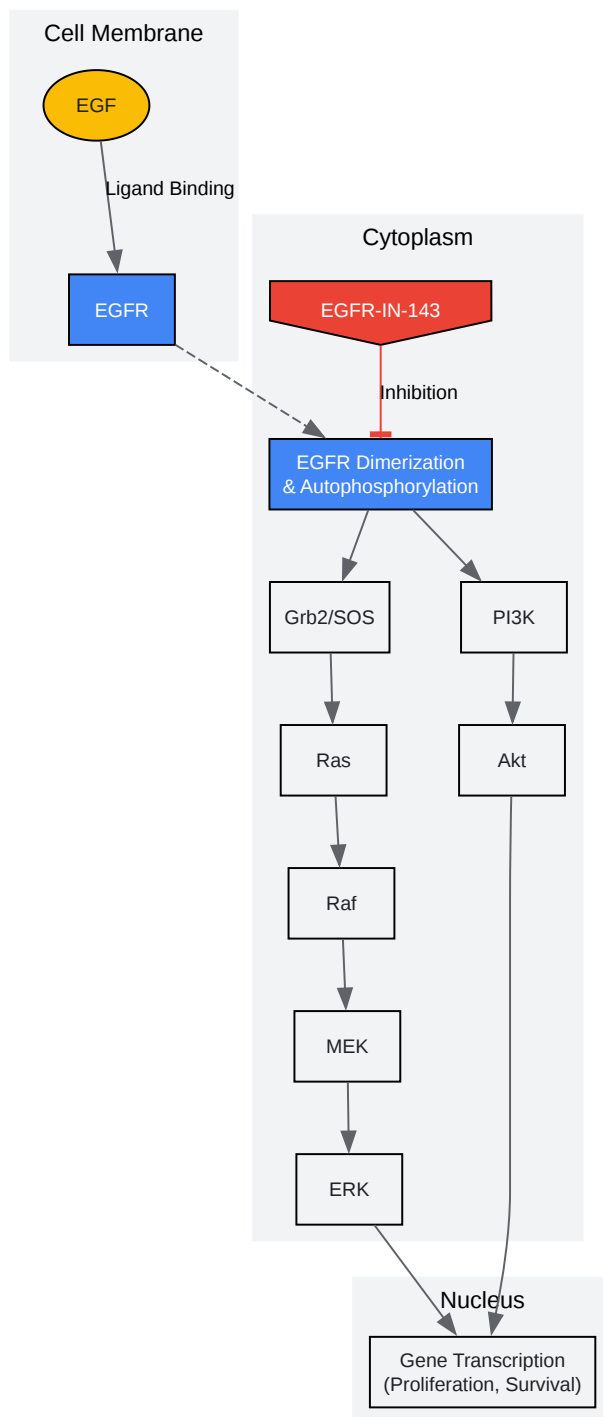 Cell Membrane
EGF
Ligand Binding
EGFR
Cytoplasm
EGFR-IN-143
Inhibition
EGFR Dimerization
& Autophosphorylation
Grb2/SOS
PI3K
Ras
Akt
Raf
MEK
ERK
Nucleus
Gene Transcription
(Proliferation, Survival)